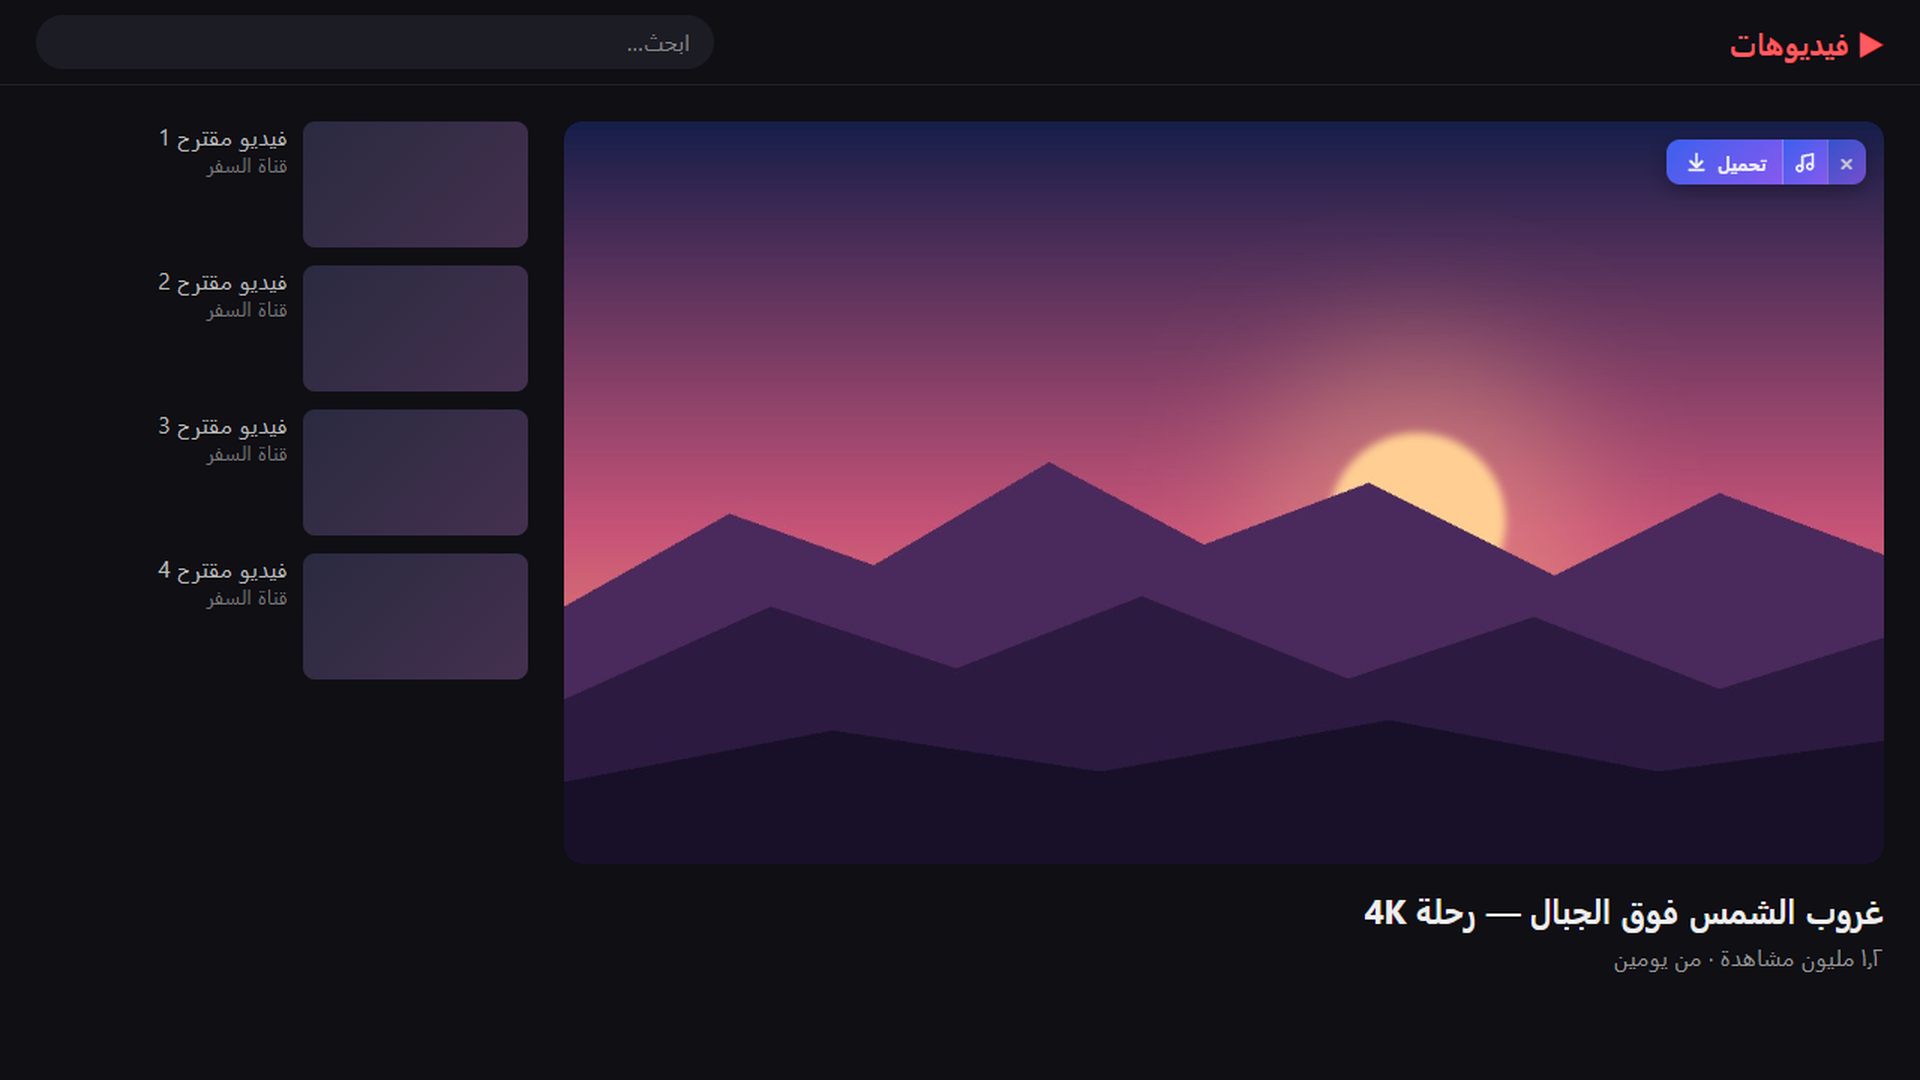 فيديوهات
ابحث...
تحميل
غروب الشمس فوق الجبال — رحلة 4K
١٫٢ مليون مشاهدة · من يومين
فيديو مقترح 1
قناة السفر
فيديو مقترح 2
قناة السفر
فيديو مقترح 3
قناة السفر
فيديو مقترح 4
قناة السفر